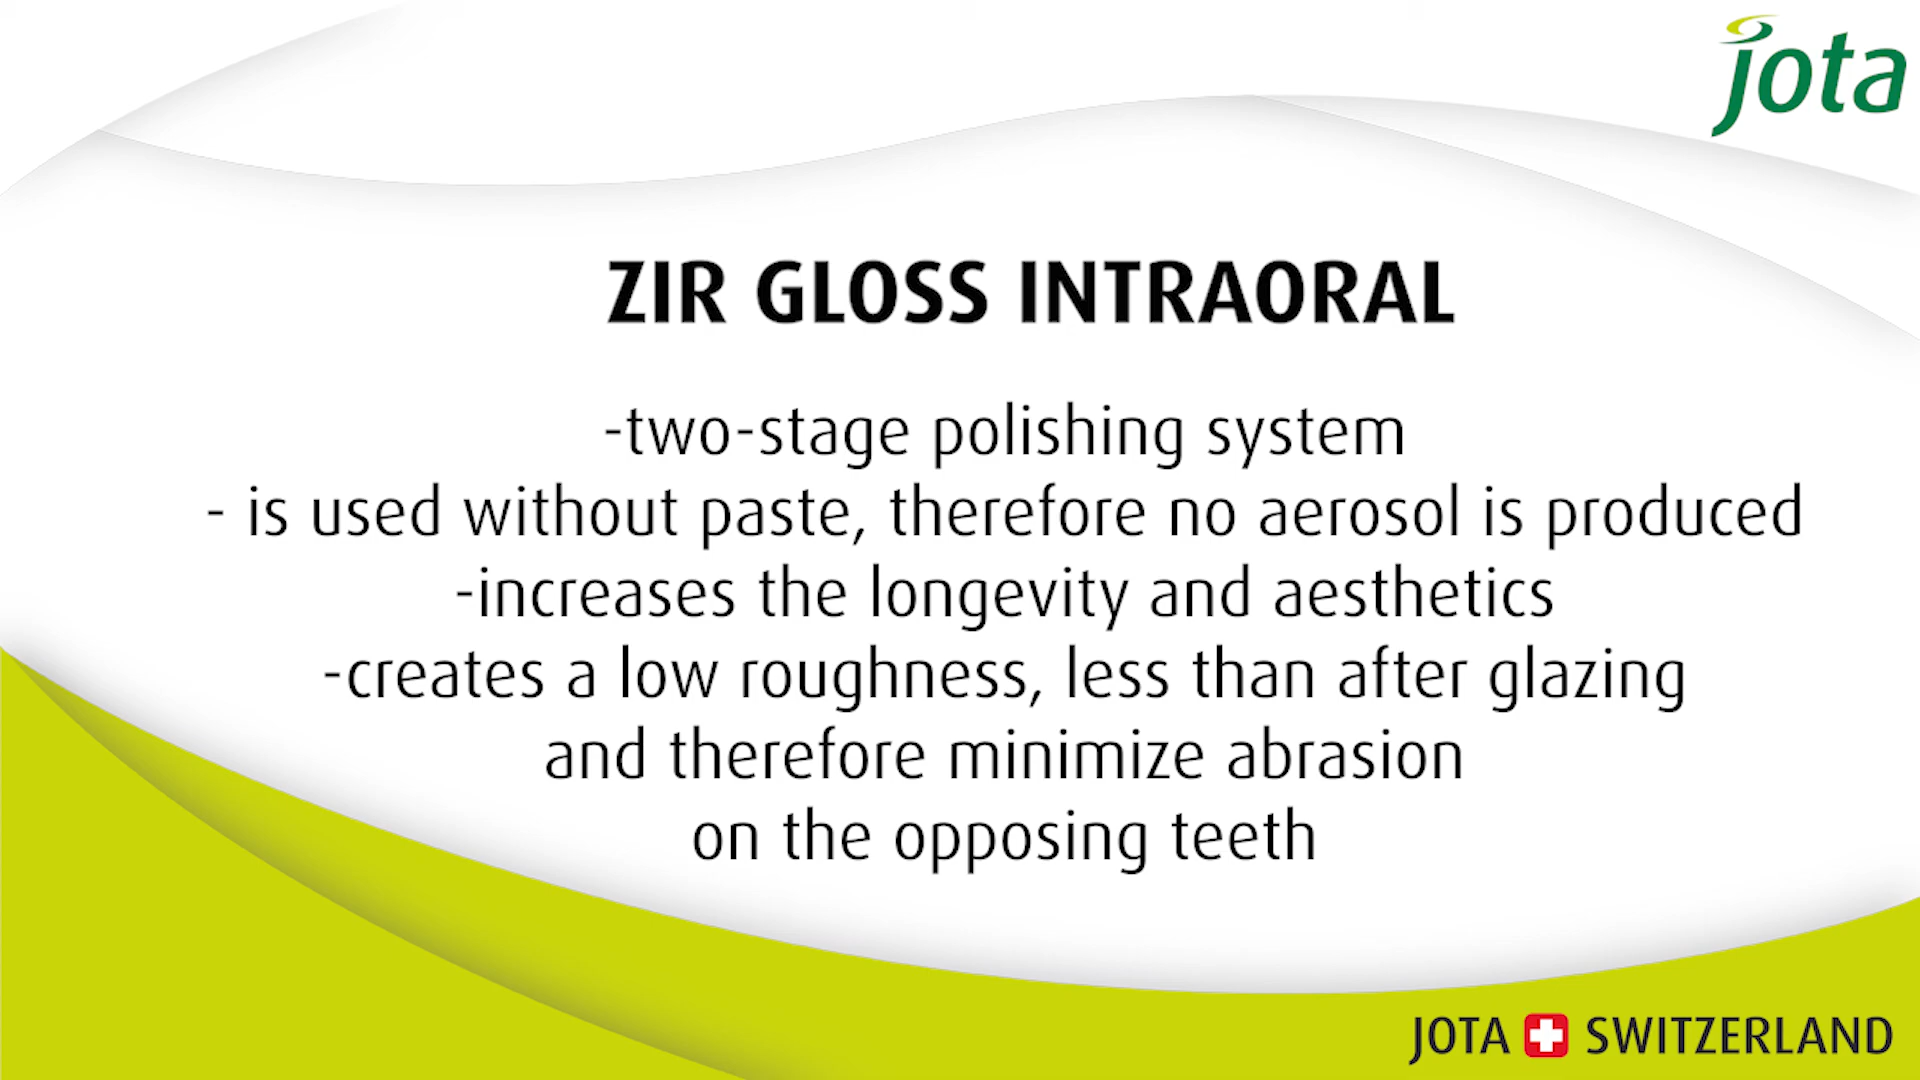 jota
ZIR GLOSS INTRAORAL
-two-stage polishing system
- is used without paste, therefore no aerosol is produced
-increases the longevity and aesthetics
-creates a low roughness, less than after glazing
and therefore minimize abrasion
on the opposing teeth
JOTA SWITZERLAND